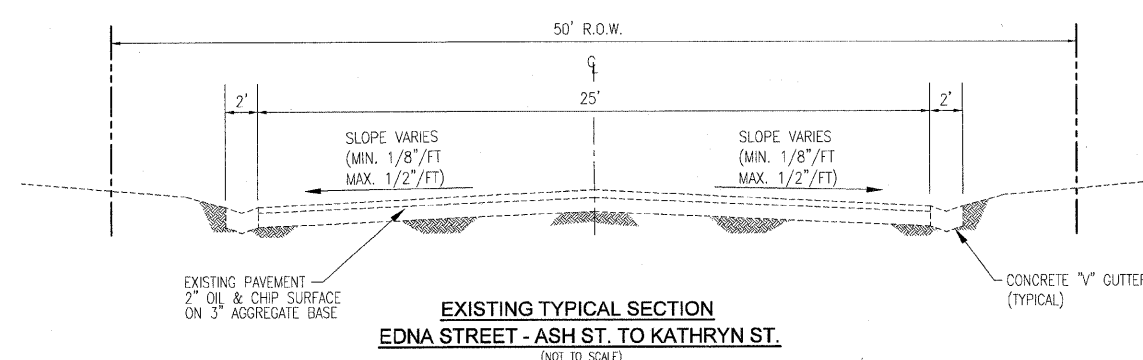 50' R.O.W.
℄
2'
25'
2'
SLOPE VARIES
(MIN. 1/8"/FT
MAX. 1/2"/FT)
SLOPE VARIES
(MIN. 1/8"/FT
MAX. 1/2"/FT)
EXISTING PAVEMENT
2" OIL & CHIP SURFACE
ON 3" AGGREGATE BASE
CONCRETE "V" GUTTER
(TYPICAL)
EXISTING TYPICAL SECTION
EDNA STREET - ASH ST. TO KATHRYN ST.
(NOT TO SCALE)